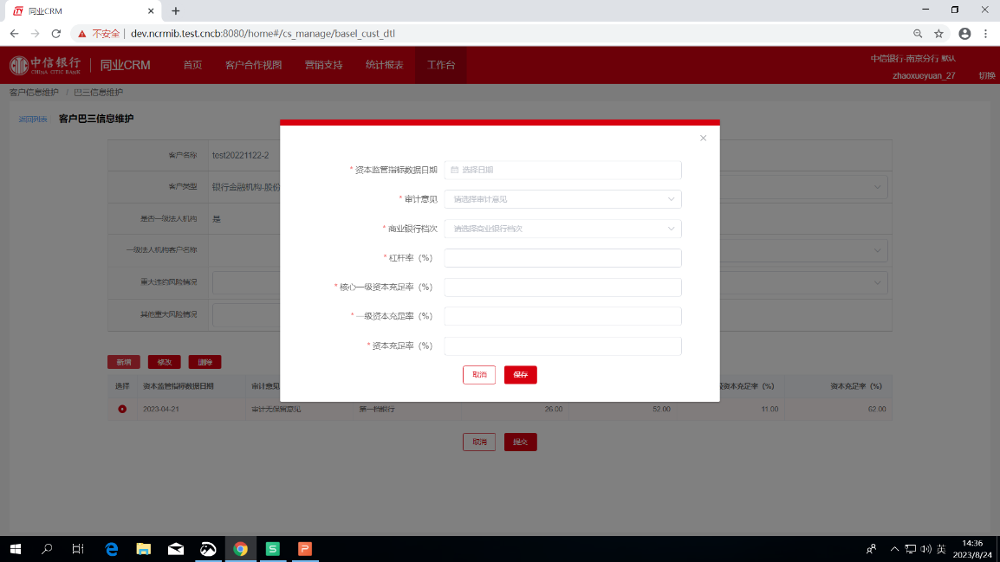 同业CRM
不安全 dev.ncrmib.test.cncb:8080/home#/cs_manage/basel_cust_dtl
中信银行 CHINA CITIC BANK 同业CRM 首页 客户合作视图 营销支持 统计报表 工作台
中信银行-南京分行 默认
zhaoxueyuan_27 切换
客户信息维护 / 巴三信息维护
返回列表 客户巴三信息维护
客户名称 test20221122-2
客户类型 银行金融机构-股份
是否一级法人机构 是
一级法人机构客户名称
重大违约风险情况
其他重大风险情况
* 资本监管指标数据日期 选择日期
* 审计意见 请选择审计意见
* 商业银行档次 请选择商业银行档次
* 杠杆率（%）
* 核心一级资本充足率（%）
* 一级资本充足率（%）
* 资本充足率（%）
取消 保存
新增 修改 删除
选择 资本监管指标数据日期 审计意见 级资本充足率（%） 资本充足率（%）
2023-04-21 审计无保留意见 第一档银行 26.00 52.00 11.00 62.00
取消 提交
英 14:36
2023/8/24